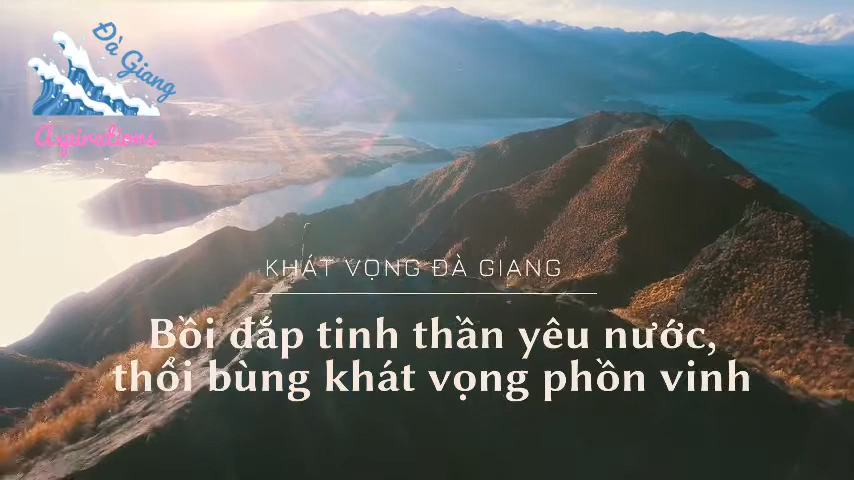 Đà Giang
Aspirations
KHÁT VỌNG ĐÀ GIANG
Bồi đắp tinh thần yêu nước,
thổi bùng khát vọng phồn vinh